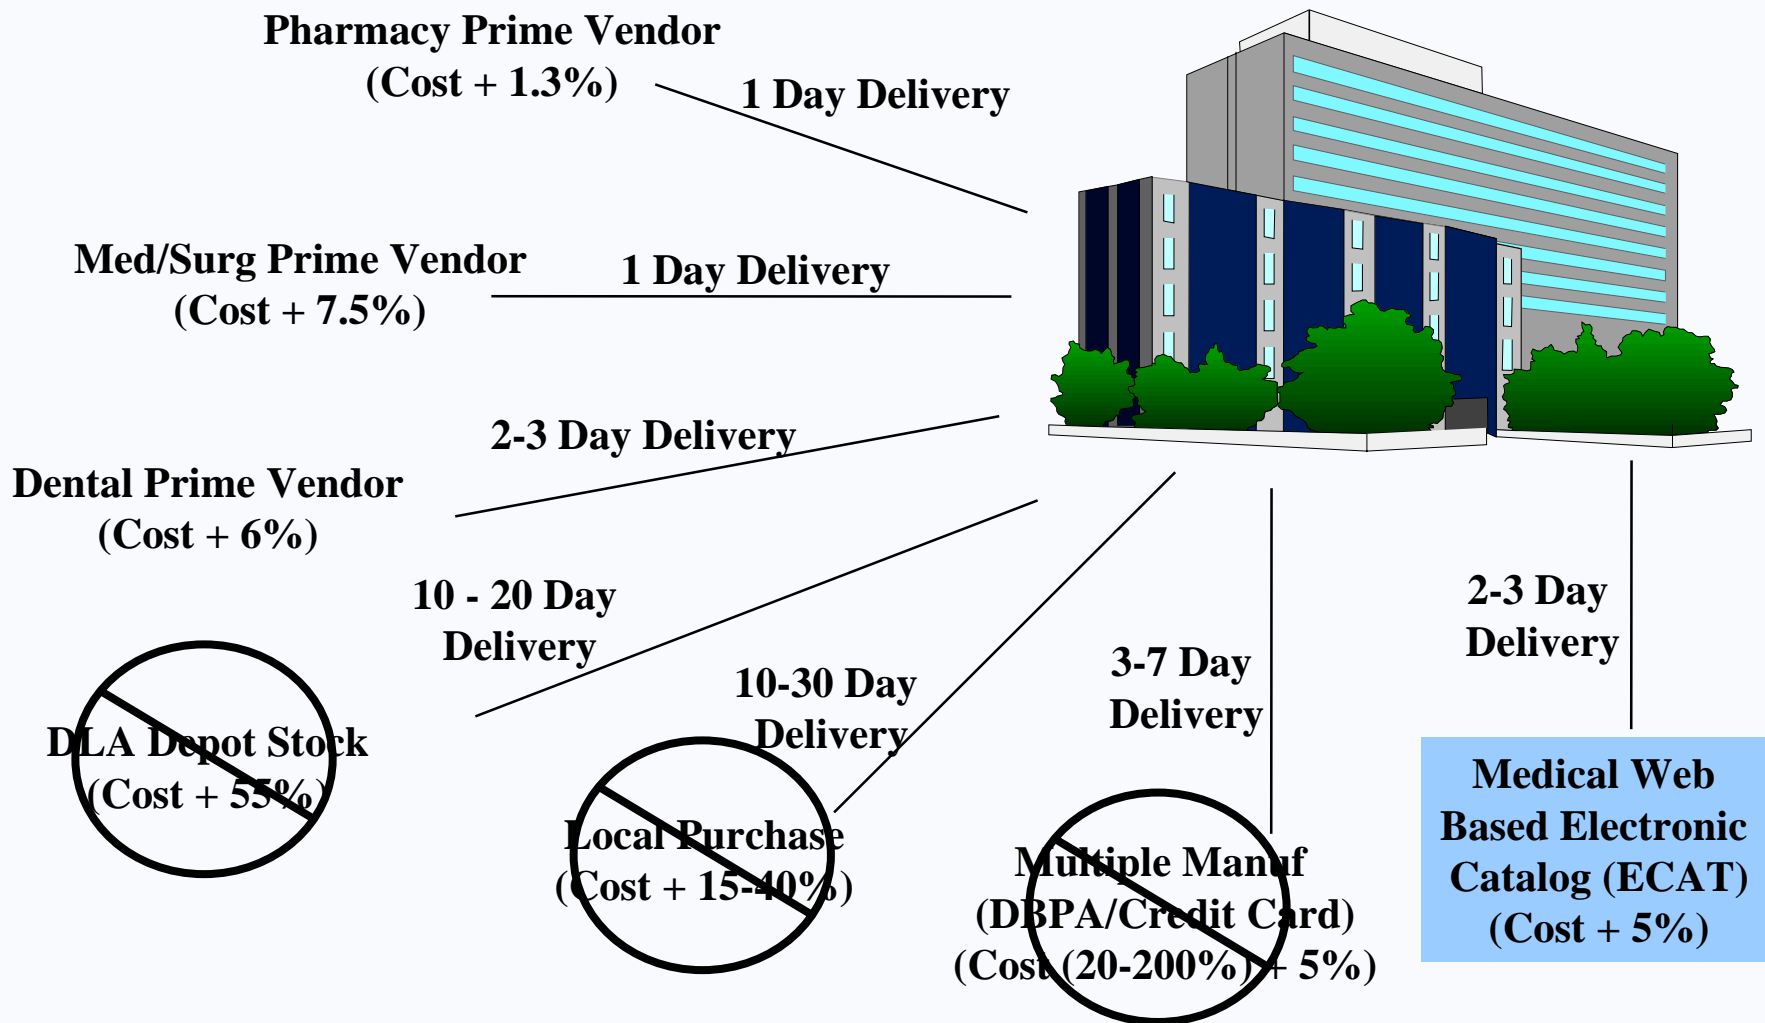 Pharmacy Prime Vendor
(Cost + 1.3%)
1 Day Delivery
Med/Surg Prime Vendor
(Cost + 7.5%)
1 Day Delivery
2-3 Day Delivery
Dental Prime Vendor
(Cost + 6%)
10 - 20 Day
Delivery
DLA Depot Stock
(Cost + 55%)
10-30 Day
Delivery
Local Purchase
(Cost + 15-40%)
3-7 Day
Delivery
Multiple Manuf
(DBPA/Credit Card)
(Cost (20-200%) + 5%)
2-3 Day
Delivery
Medical Web
Based Electronic
Catalog (ECAT)
(Cost + 5%)